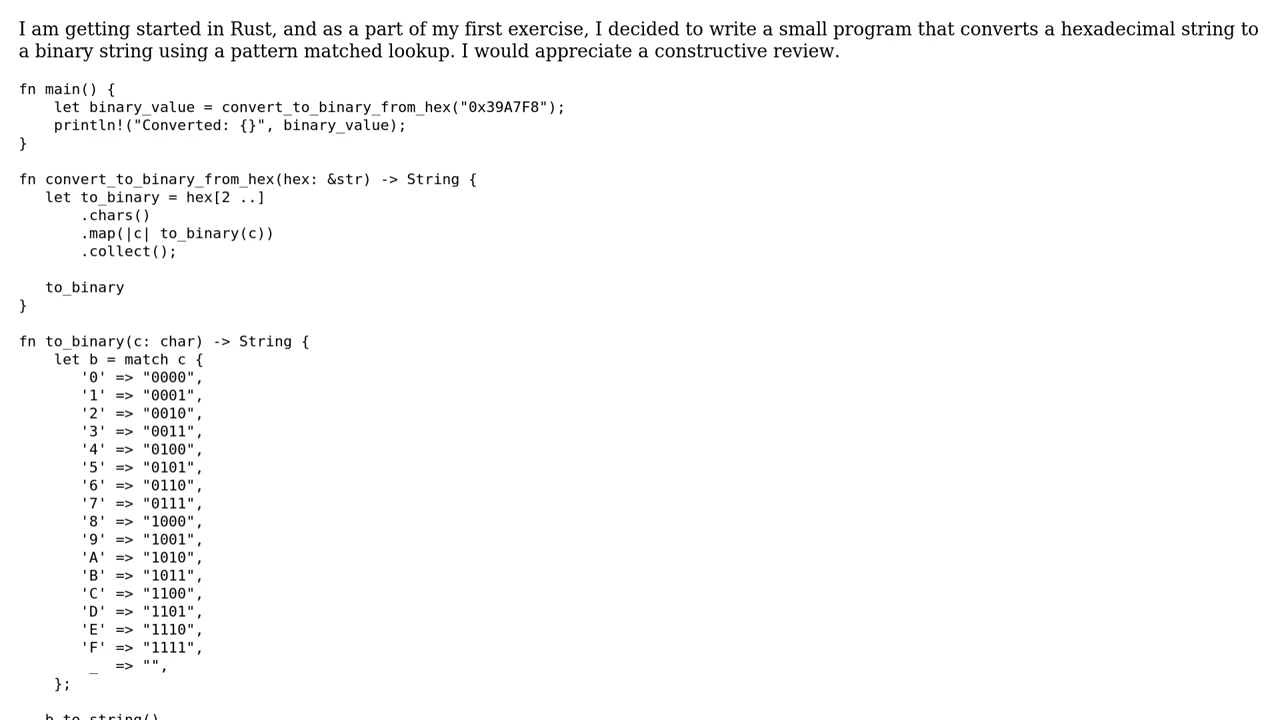 I am getting started in Rust, and as a part of my first exercise, I decided to write a small program that converts a hexadecimal string to
a binary string using a pattern matched lookup. I would appreciate a constructive review.
fn main() {
    let binary_value = convert_to_binary_from_hex("0x39A7F8");
    println!("Converted: {}", binary_value);
}
fn convert_to_binary_from_hex(hex: &str) -> String {
   let to_binary = hex[2 ..]
       .chars()
       .map(|c| to_binary(c))
       .collect();
   to_binary
}
fn to_binary(c: char) -> String {
    let b = match c {
       '0' => "0000",
       '1' => "0001",
       '2' => "0010",
       '3' => "0011",
       '4' => "0100",
       '5' => "0101",
       '6' => "0110",
       '7' => "0111",
       '8' => "1000",
       '9' => "1001",
       'A' => "1010",
       'B' => "1011",
       'C' => "1100",
       'D' => "1101",
       'E' => "1110",
       'F' => "1111",
        _  => "",
    };
   b.to_string()